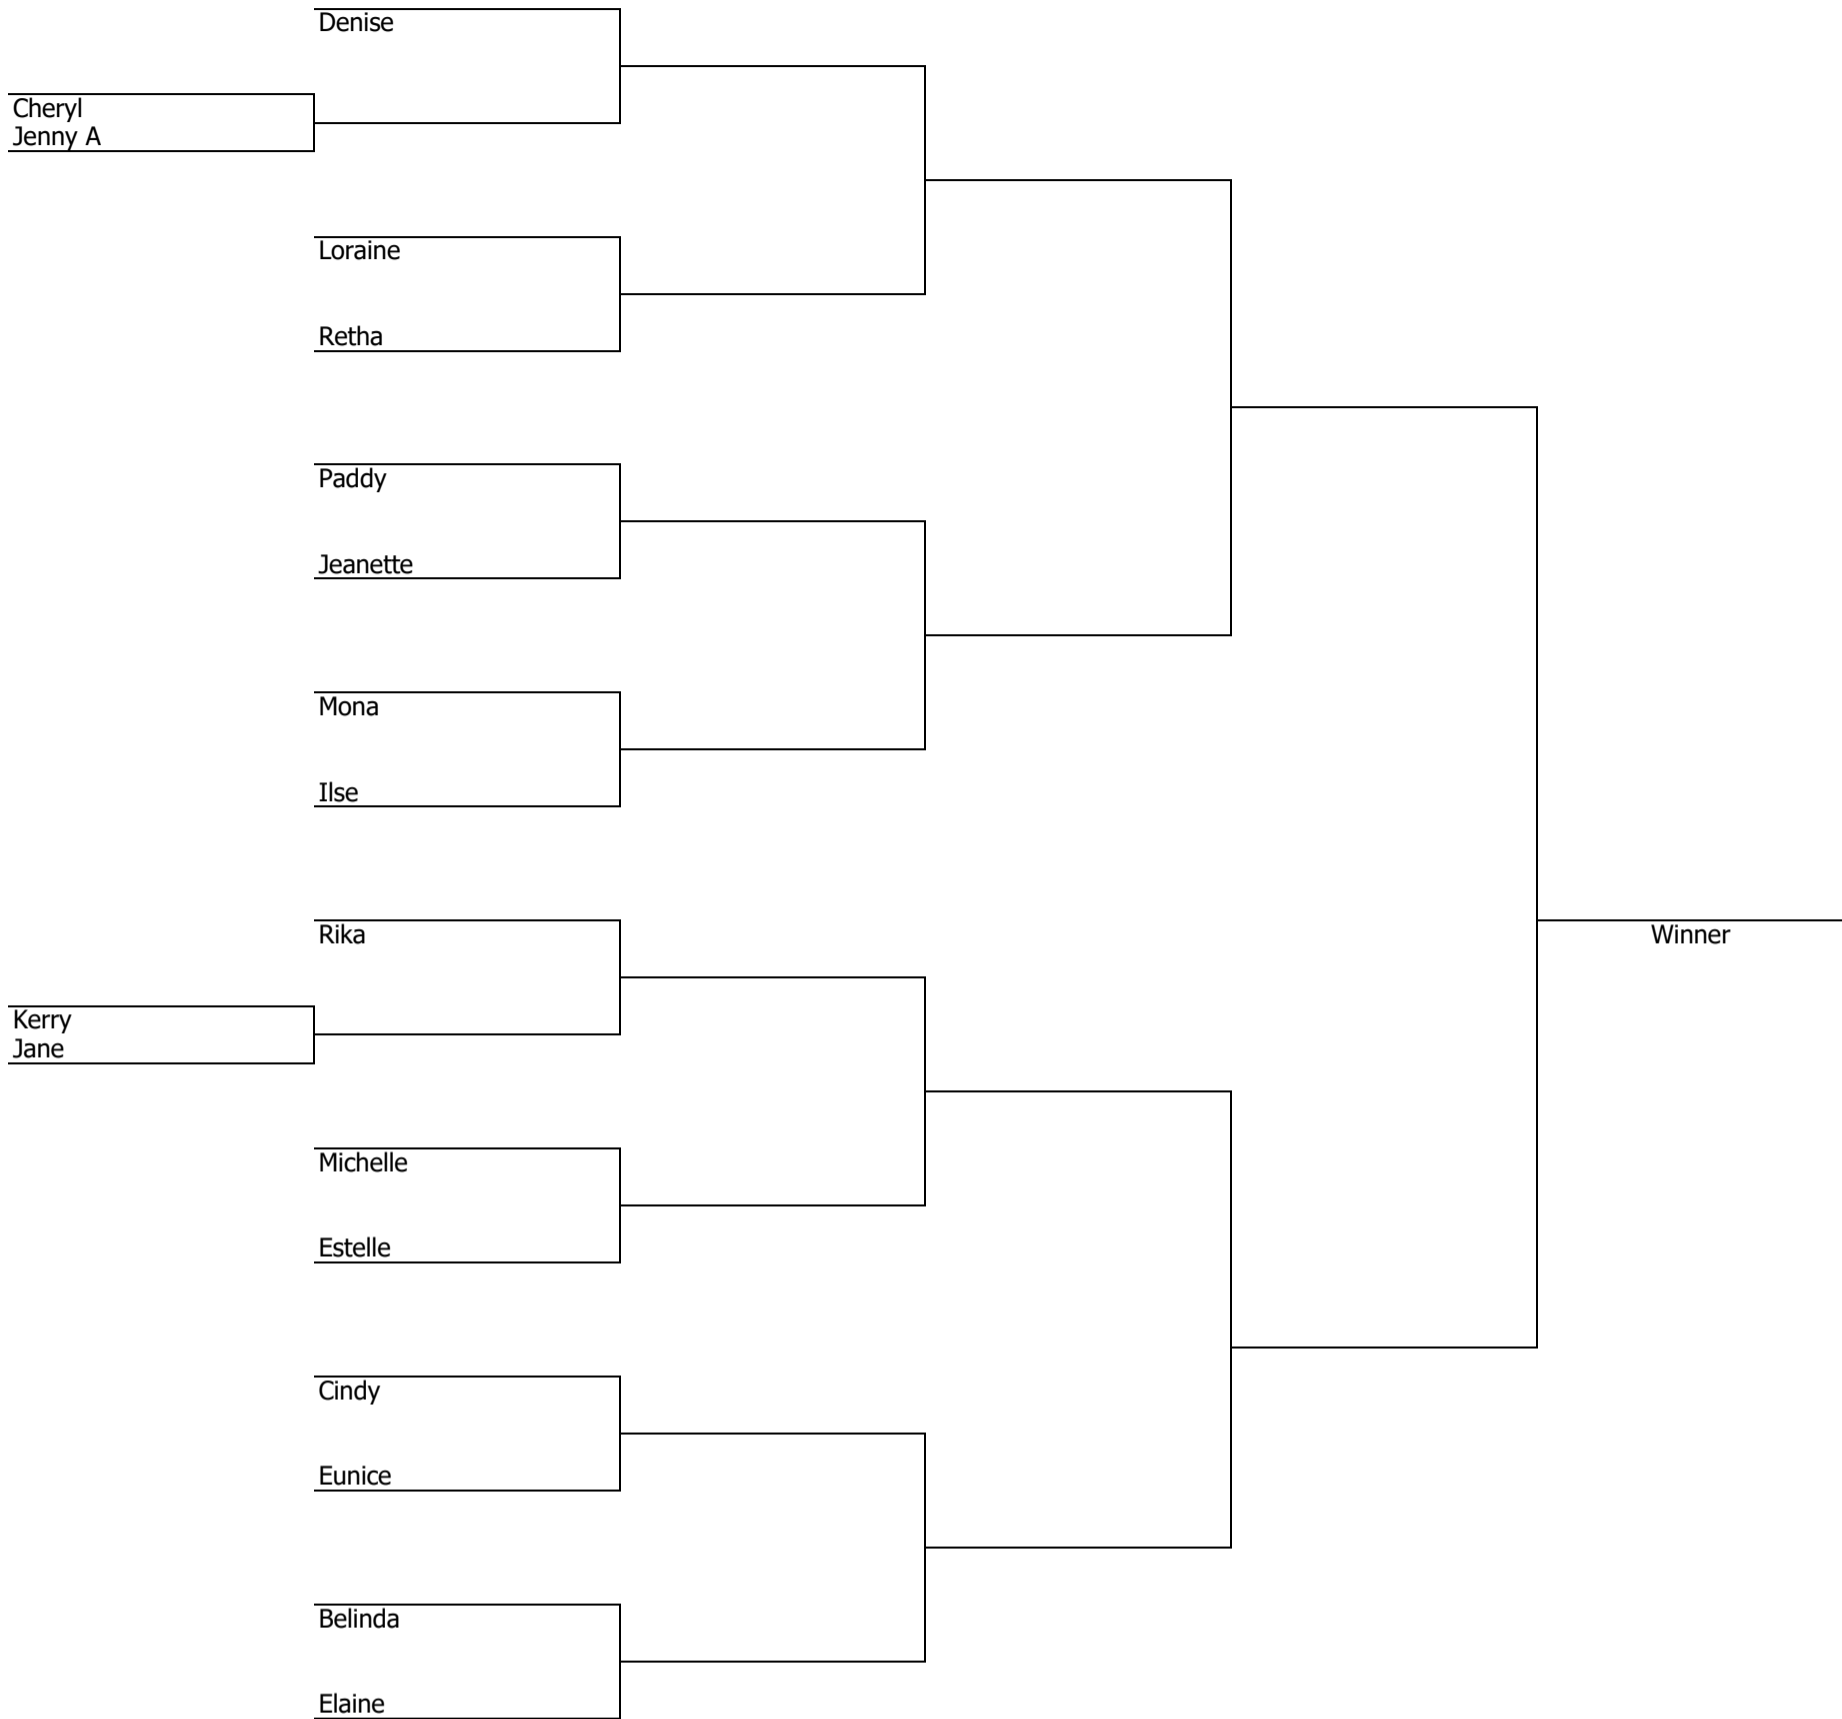 Denise
Cheryl
Jenny A
Loraine
Retha
Paddy
Jeanette
Mona
Ilse
Rika
Winner
Kerry
Jane
Michelle
Estelle
Cindy
Eunice
Belinda
Elaine